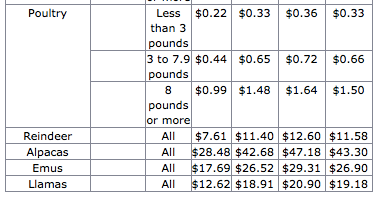 Poultry Less than 3 pounds $0.22 $0.33 $0.36 $0.33
3 to 7.9 pounds $0.44 $0.65 $0.72 $0.66
8 pounds or more $0.99 $1.48 $1.64 $1.50
Reindeer All $7.61 $11.40 $12.60 $11.58
Alpacas All $28.48 $42.68 $47.18 $43.30
Emus All $17.69 $26.52 $29.31 $26.90
Llamas All $12.62 $18.91 $20.90 $19.18